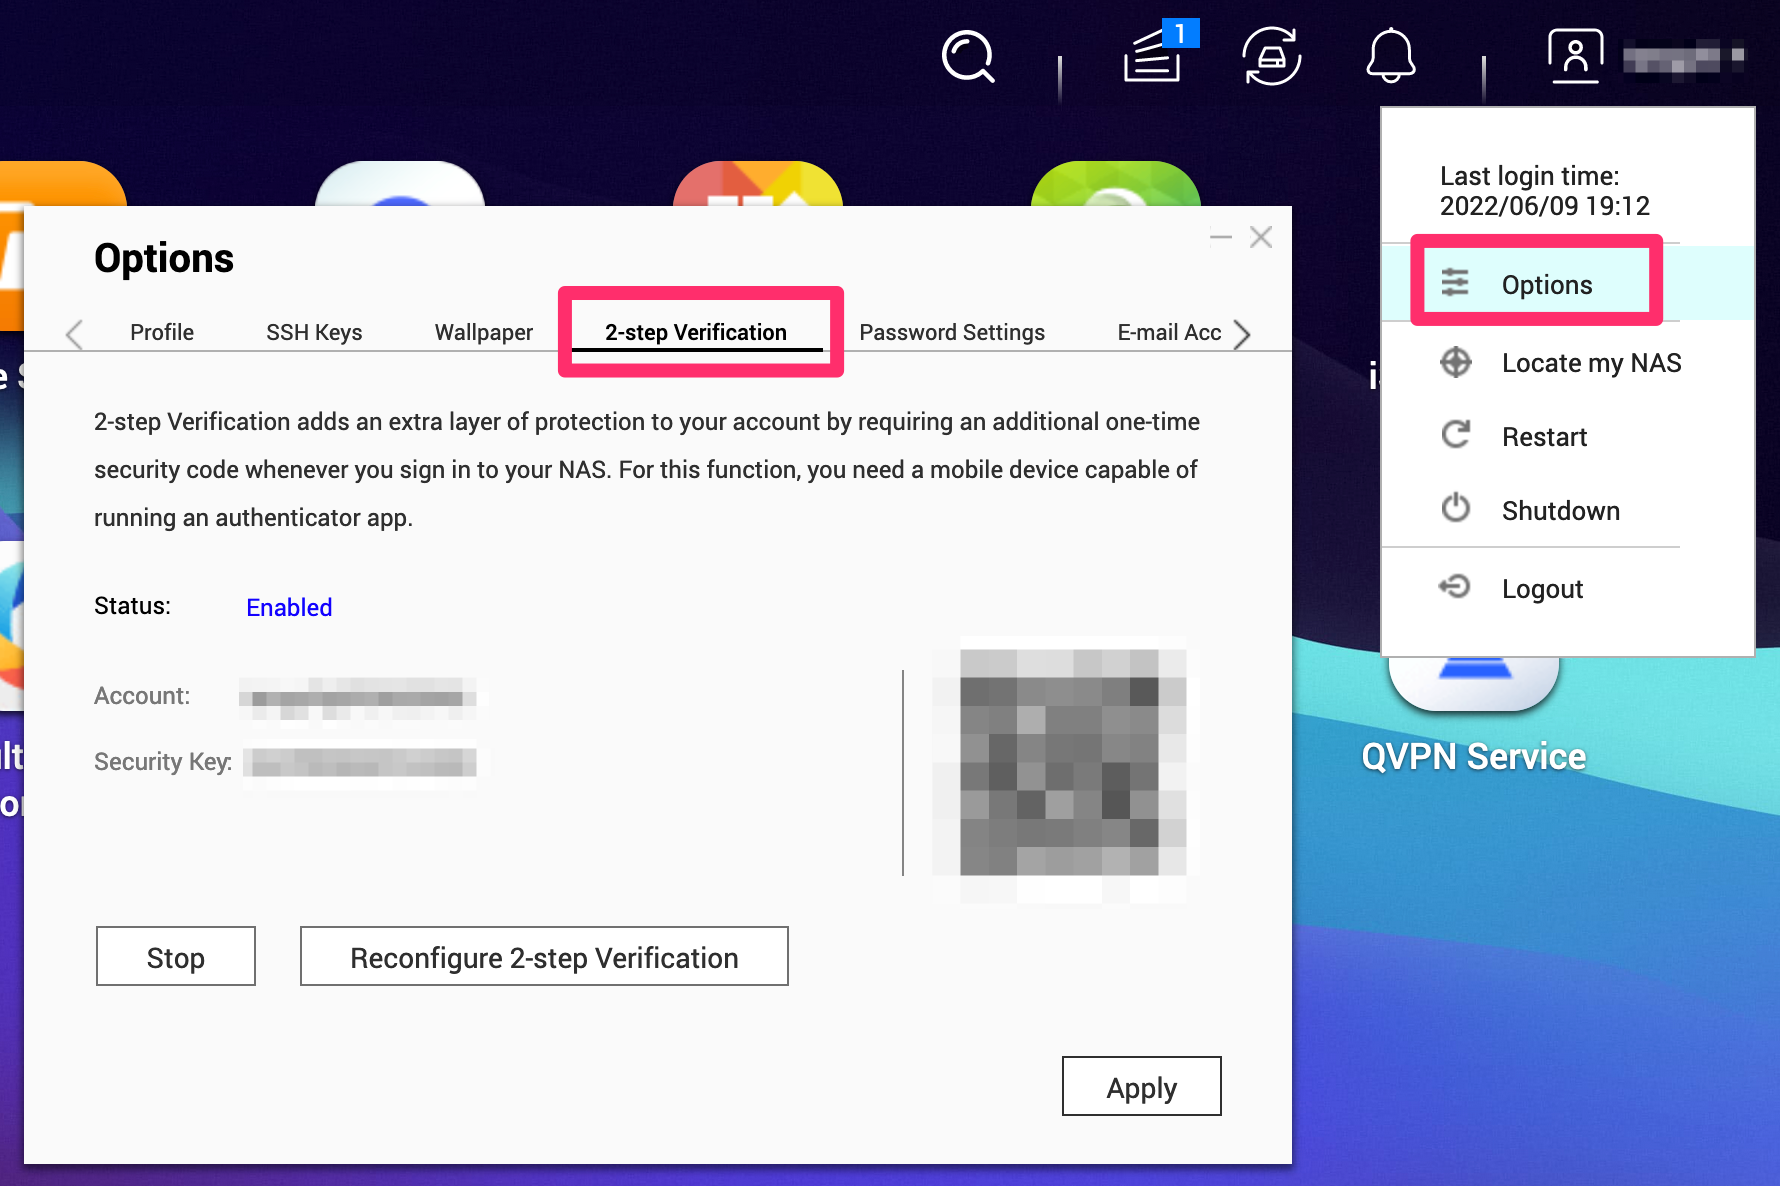 1
Last login time:
2022/06/09 19:12
Options
Locate my NAS
Restart
Shutdown
Logout
Options
Profile
SSH Keys
Wallpaper
2-step Verification
Password Settings
E-mail Acc
2-step Verification adds an extra layer of protection to your account by requiring an additional one-time
security code whenever you sign in to your NAS. For this function, you need a mobile device capable of
running an authenticator app.
Status:
Enabled
Account:
Security Key:
Stop
Reconfigure 2-step Verification
Apply
QVPN Service